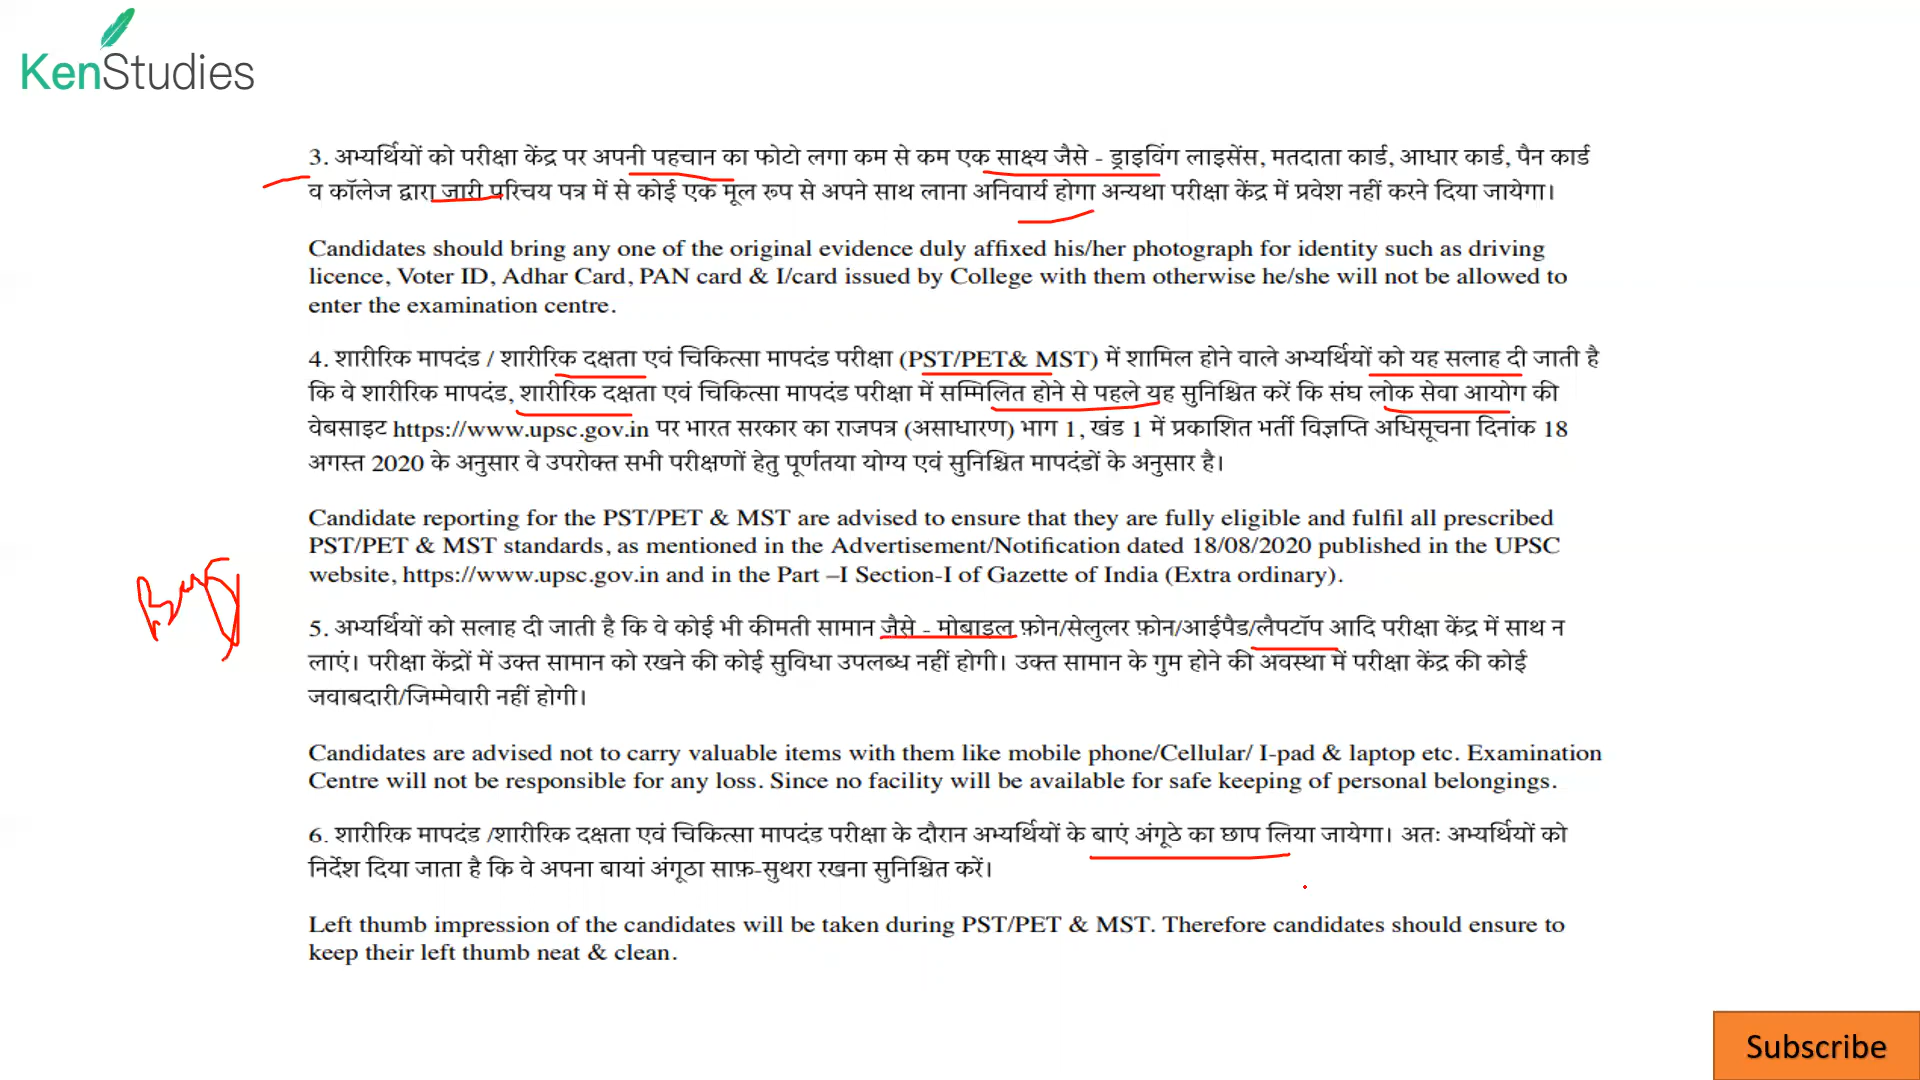 KenStudies
3. अभ्यर्थियों को परीक्षा केंद्र पर अपनी पहचान का फोटो लगा कम से कम एक साक्ष्य जैसे - ड्राइविंग लाइसेंस, मतदाता कार्ड, आधार कार्ड, पैन कार्ड
व कॉलेज द्वारा जारी परिचय पत्र में से कोई एक मूल रूप से अपने साथ लाना अनिवार्य होगा अन्यथा परीक्षा केंद्र में प्रवेश नहीं करने दिया जायेगा।
Candidates should bring any one of the original evidence duly affixed his/her photograph for identity such as driving
licence, Voter ID, Adhar Card, PAN card & I/card issued by College with them otherwise he/she will not be allowed to
enter the examination centre.
4. शारीरिक मापदंड / शारीरिक दक्षता एवं चिकित्सा मापदंड परीक्षा (PST/PET& MST) में शामिल होने वाले अभ्यर्थियों को यह सलाह दी जाती है
कि वे शारीरिक मापदंड, शारीरिक दक्षता एवं चिकित्सा मापदंड परीक्षा में सम्मिलित होने से पहले यह सुनिश्चित करें कि संघ लोक सेवा आयोग की
वेबसाइट https://www.upsc.gov.in पर भारत सरकार का राजपत्र (असाधारण) भाग 1, खंड 1 में प्रकाशित भर्ती विज्ञप्ति अधिसूचना दिनांक 18
अगस्त 2020 के अनुसार वे उपरोक्त सभी परीक्षणों हेतु पूर्णतया योग्य एवं सुनिश्चित मापदंडों के अनुसार है।
Candidate reporting for the PST/PET & MST are advised to ensure that they are fully eligible and fulfil all prescribed
PST/PET & MST standards, as mentioned in the Advertisement/Notification dated 18/08/2020 published in the UPSC
website, https://www.upsc.gov.in and in the Part –I Section-I of Gazette of India (Extra ordinary).
5. अभ्यर्थियों को सलाह दी जाती है कि वे कोई भी कीमती सामान जैसे - मोबाइल फ़ोन/सेलुलर फ़ोन/आईपैड/लैपटॉप आदि परीक्षा केंद्र में साथ न
लाएं। परीक्षा केंद्रों में उक्त सामान को रखने की कोई सुविधा उपलब्ध नहीं होगी। उक्त सामान के गुम होने की अवस्था में परीक्षा केंद्र की कोई
जवाबदारी/जिम्मेवारी नहीं होगी।
Candidates are advised not to carry valuable items with them like mobile phone/Cellular/ I-pad & laptop etc. Examination
Centre will not be responsible for any loss. Since no facility will be available for safe keeping of personal belongings.
6. शारीरिक मापदंड /शारीरिक दक्षता एवं चिकित्सा मापदंड परीक्षा के दौरान अभ्यर्थियों के बाएं अंगूठे का छाप लिया जायेगा। अतः अभ्यर्थियों को
निर्देश दिया जाता है कि वे अपना बायां अंगूठा साफ़-सुथरा रखना सुनिश्चित करें।
Left thumb impression of the candidates will be taken during PST/PET & MST. Therefore candidates should ensure to
keep their left thumb neat & clean.
Subscribe